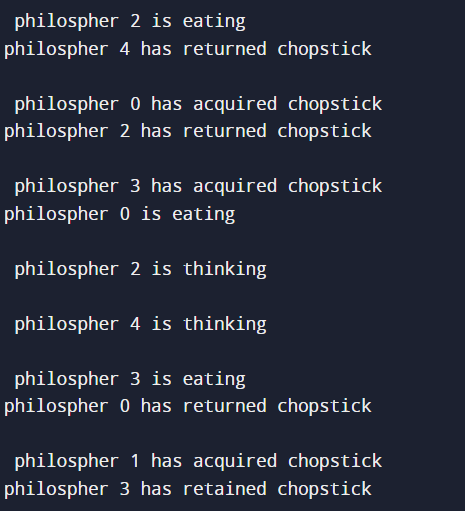 philospher 2 is eating
philospher 4 has returned chopstick
philospher 0 has acquired chopstick
philospher 2 has returned chopstick
philospher 3 has acquired chopstick
philospher 0 is eating
philospher 2 is thinking
philospher 4 is thinking
philospher 3 is eating
philospher 0 has returned chopstick
philospher 1 has acquired chopstick
philospher 3 has retained chopstick